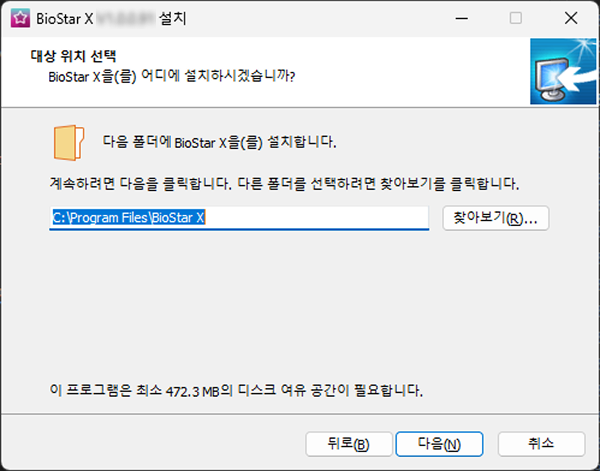 BioStar X 설치
대상 위치 선택
BioStar X을(를) 어디에 설치하시겠습니까?
다음 폴더에 BioStar X을(를) 설치합니다.
계속하려면 다음을 클릭합니다. 다른 폴더를 선택하려면 찾아보기를 클릭합니다.
C:\Program Files\BioStar X
찾아보기(R)...
이 프로그램은 최소 472.3 MB의 디스크 여유 공간이 필요합니다.
뒤로(B)
다음(N)
취소